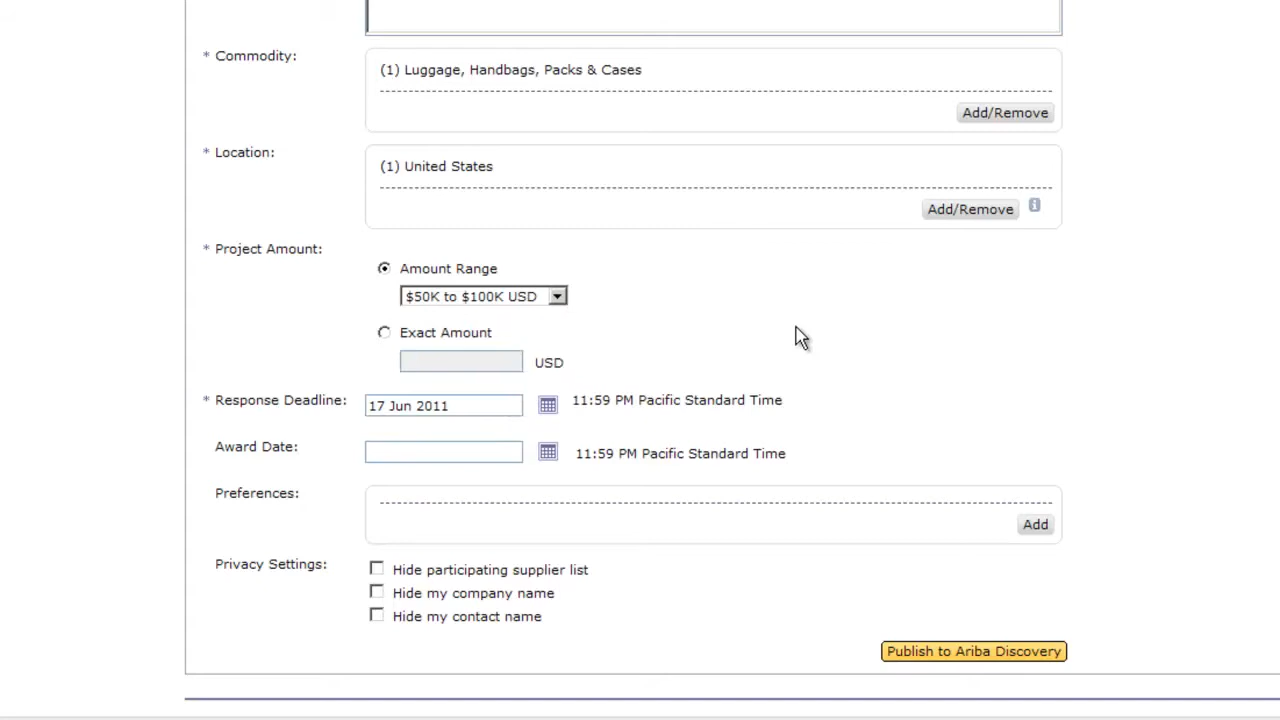 * Commodity:
(1) Luggage, Handbags, Packs & Cases
Add/Remove
* Location:
(1) United States
Add/Remove
* Project Amount:
Amount Range
$50K to $100K USD
Exact Amount
USD
* Response Deadline:
17 Jun 2011
11:59 PM Pacific Standard Time
Award Date:
11:59 PM Pacific Standard Time
Preferences:
Add
Privacy Settings:
Hide participating supplier list
Hide my company name
Hide my contact name
Publish to Ariba Discovery